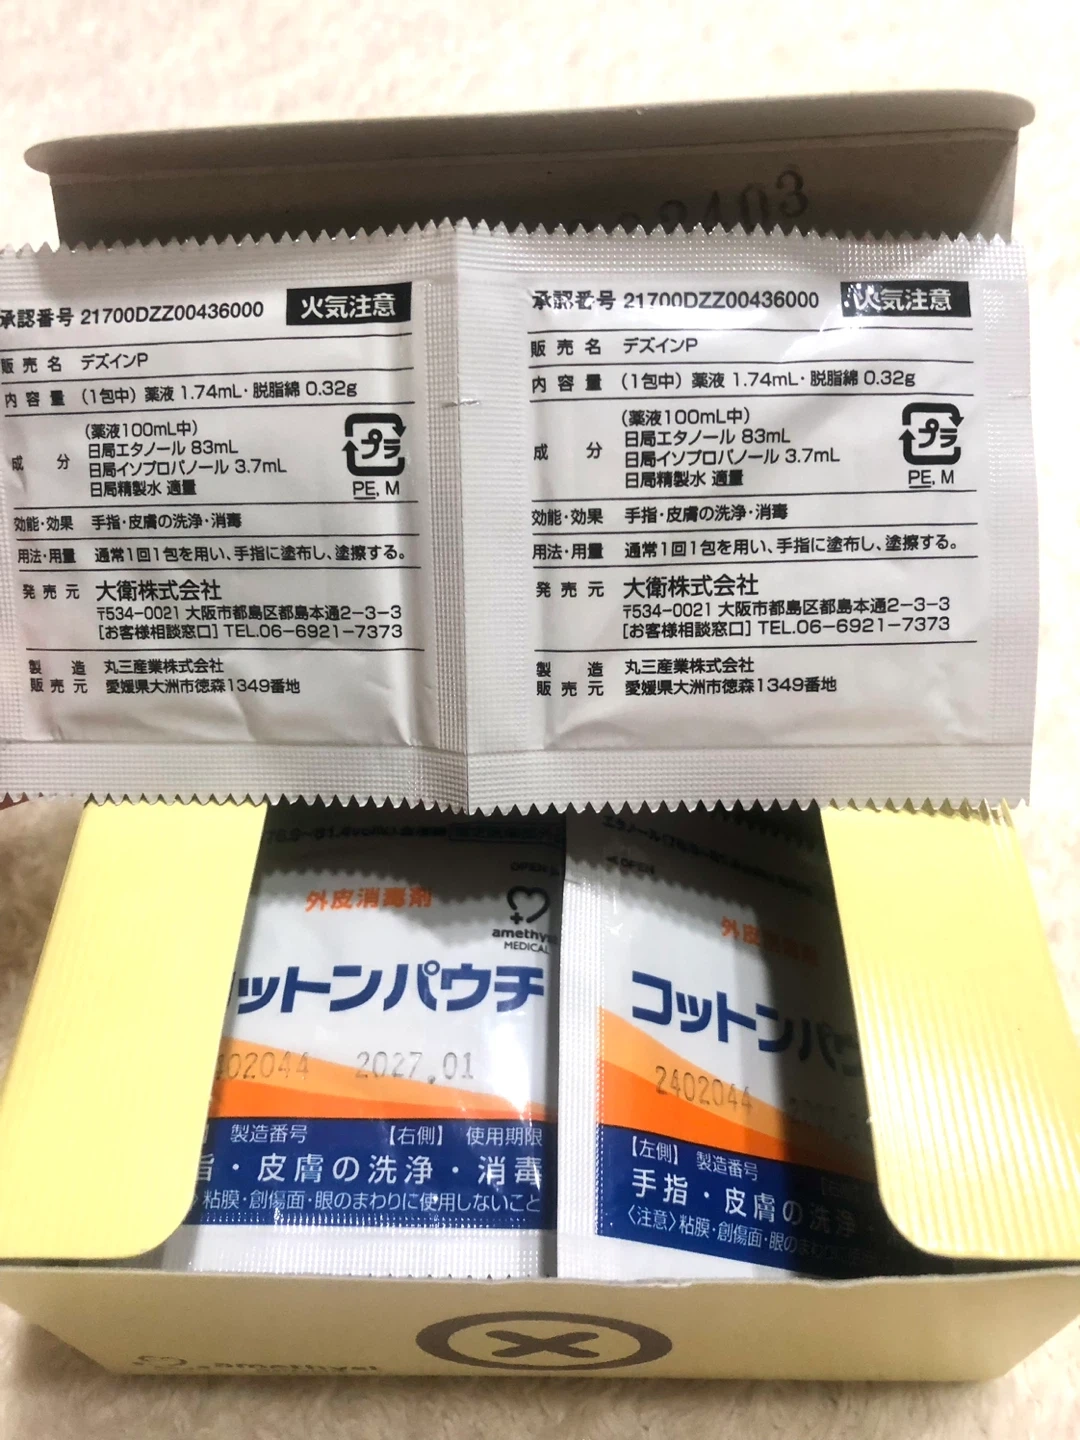 承認番号 21700DZZ00436000 火気注意
販売名 デズインP
内容量 (1包中) 薬液 1.74mL・脱脂綿 0.32g
成分 (薬液100mL中)
日局エタノール 83mL
日局イソプロパノール 3.7mL
日局精製水 適量
プラ
PE, M
効能・効果 手指・皮膚の洗浄・消毒
用法・用量 通常1回1包を用い、手指に塗布し、塗擦する。
発売元 大衛株式会社
〒534-0021 大阪市都島区都島本通2-3-3
[お客様相談窓口] TEL.06-6921-7373
製造販売元 丸三産業株式会社
愛媛県大洲市徳森1349番地
承認番号 21700DZZ00436000 火気注意
販売名 デズインP
内容量 (1包中) 薬液 1.74mL・脱脂綿 0.32g
成分 (薬液100mL中)
日局エタノール 83mL
日局イソプロパノール 3.7mL
日局精製水 適量
プラ
PE, M
効能・効果 手指・皮膚の洗浄・消毒
用法・用量 通常1回1包を用い、手指に塗布し、塗擦する。
発売元 大衛株式会社
〒534-0021 大阪市都島区都島本通2-3-3
[お客様相談窓口] TEL.06-6921-7373
製造販売元 丸三産業株式会社
愛媛県大洲市徳森1349番地
OPEN
外皮消毒剤
amethyst
MEDICAL
コットンパウチ
402044 2027.01
製造番号 【右側】 使用期限
指・皮膚の洗浄・消毒
粘膜・創傷面・眼のまわりに使用しないこと
OPEN
外皮消毒剤
コットンパウ
2402044
【左側】 製造番号
手指・皮膚の洗浄
〈注意〉粘膜・創傷面・眼のまわりに
amethyst